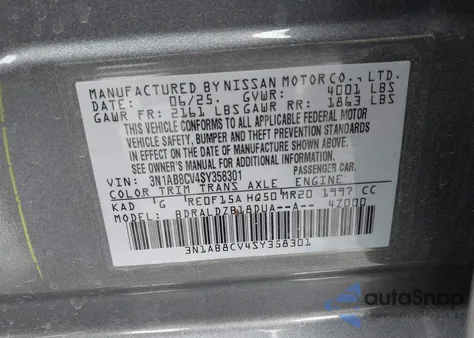 MANUFACTURED BY NISSAN MOTOR CO., LTD.
DATE: 06/25. GVWR: 4001 LBS
GAWR FR: 2161 LBS GAWR RR: 1863 LBS
THIS VEHICLE CONFORMS TO ALL APPLICABLE FEDERAL MOTOR
VEHICLE SAFETY, BUMPER AND THEFT PREVENTION STANDARDS
IN EFFECT ON THE DATE OF MANUFACTURE SHOWN ABOVE.
SEE OWNER'S MANUAL FOR ADDITIONAL INFORMATION.
VIN: 3N1AB8CV4SY358301 PASSENGER CAR.
COLOR TRIM TRANS AXLE ENGINE
KAD G RE0F15A HQ50 MR20 1997 CC
MODEL: BDRALDZB18DUA--A-- 4Z000
3N1AB8CV4SY358301
autoSnap